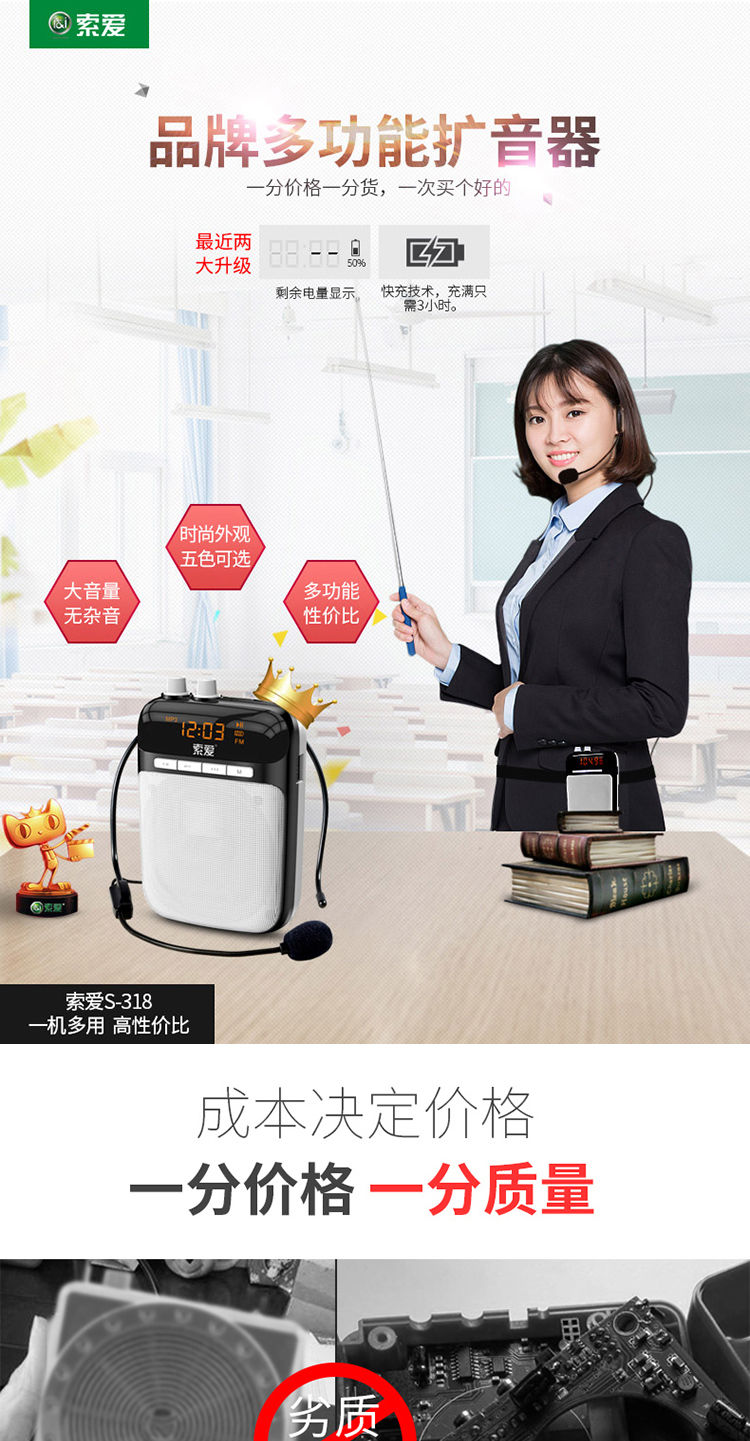 索爱
品牌多功能扩音器
一分价格一分货，一次买个好的
最近两
大升级
50%
剩余电量显示
快充技术，充满只
需3小时。
时尚外观
五色可选
大音量
无杂音
多功能
性价比
MP3
12:03
FM
索爱
M
104.95
索爱
House
索爱S-318
一机多用 高性价比
成本决定价格
一分价格 一分质量
劣质